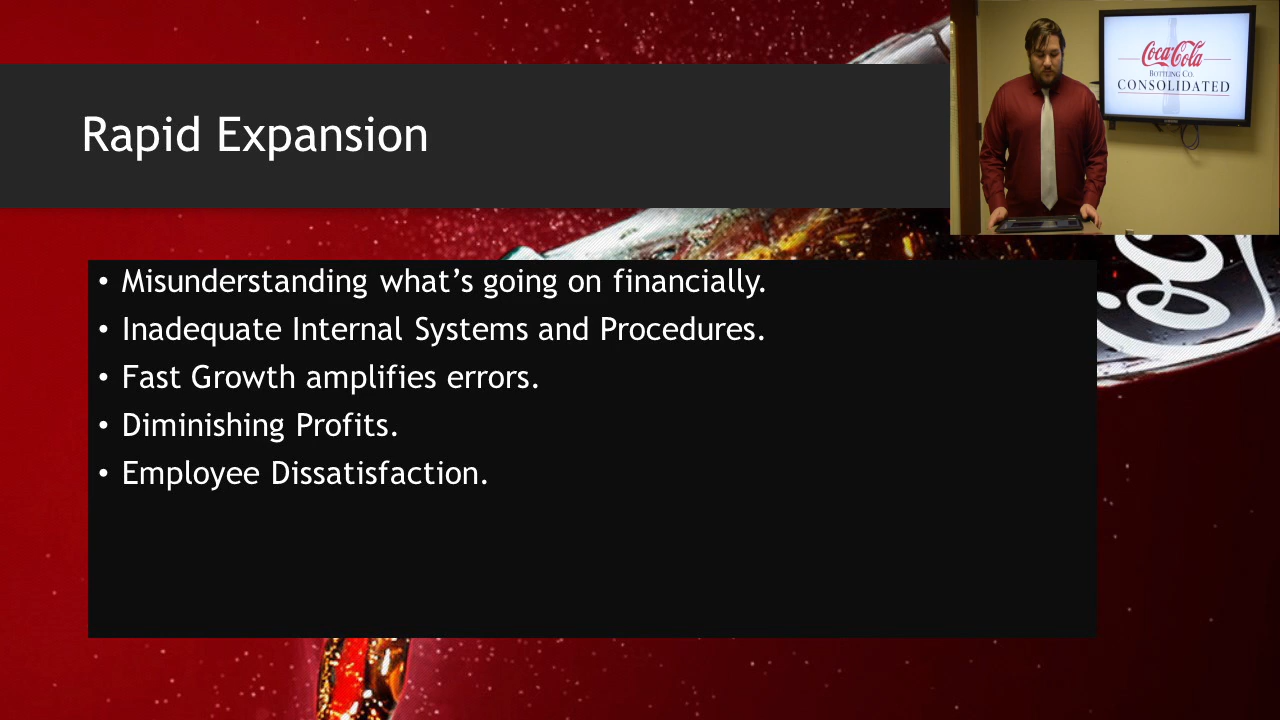 Rapid Expansion
Coca-Cola
BOTTLING CO.
CONSOLIDATED
• Misunderstanding what’s going on financially.
• Inadequate Internal Systems and Procedures.
• Fast Growth amplifies errors.
• Diminishing Profits.
• Employee Dissatisfaction.